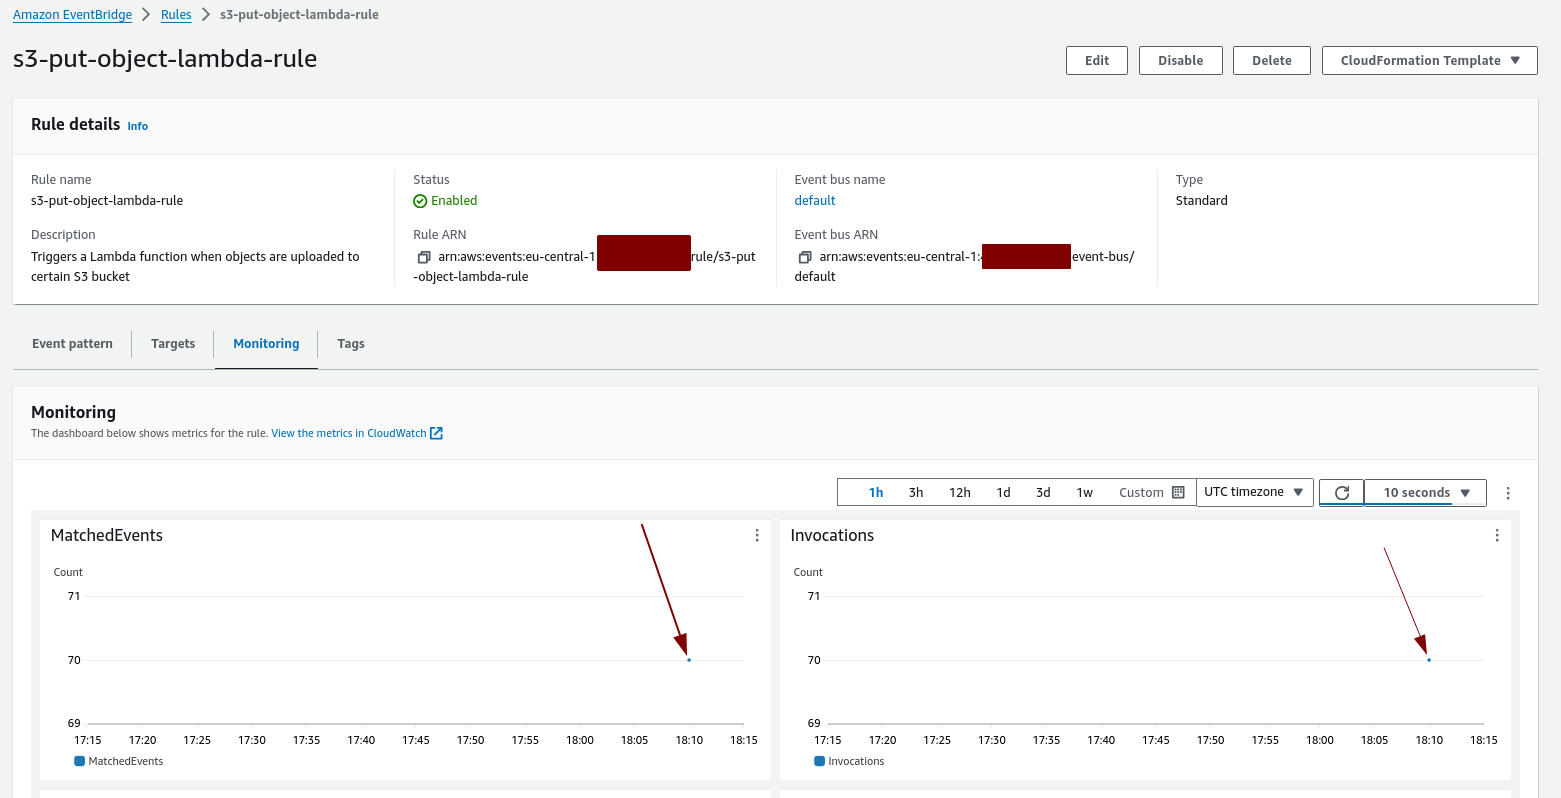 Amazon EventBridge > Rules > s3-put-object-lambda-rule
s3-put-object-lambda-rule
Edit
Disable
Delete
CloudFormation Template
Rule details Info
Rule name
s3-put-object-lambda-rule
Description
Triggers a Lambda function when objects are uploaded to
certain S3 bucket
Status
Enabled
Rule ARN
arn:aws:events:eu-central-1 rule/s3-put
-object-lambda-rule
Event bus name
default
Event bus ARN
arn:aws:events:eu-central-1: event-bus/
default
Type
Standard
Event pattern
Targets
Monitoring
Tags
Monitoring
The dashboard below shows metrics for the rule. View the metrics in CloudWatch
1h 3h 12h 1d 3d 1w Custom UTC timezone 10 seconds
MatchedEvents
Count
71
70
69
17:15 17:20 17:25 17:30 17:35 17:40 17:45 17:50 17:55 18:00 18:05 18:10 18:15
MatchedEvents
Invocations
Count
71
70
69
17:15 17:20 17:25 17:30 17:35 17:40 17:45 17:50 17:55 18:00 18:05 18:10 18:15
Invocations